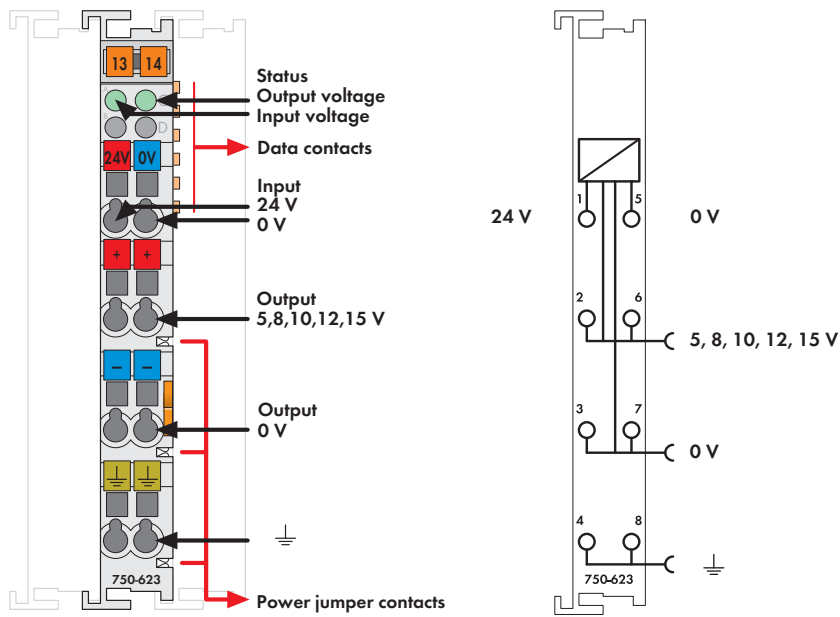 13 14
A
C
B
D
Status
Output voltage
Input voltage
Data contacts
24V 0V
Input
24 V
0 V
+ +
Output
5,8,10,12,15 V
− −
Output
0 V
750-623
Power jumper contacts
24 V
1
5
0 V
2
6
5, 8, 10, 12, 15 V
3
7
0 V
4
8
750-623